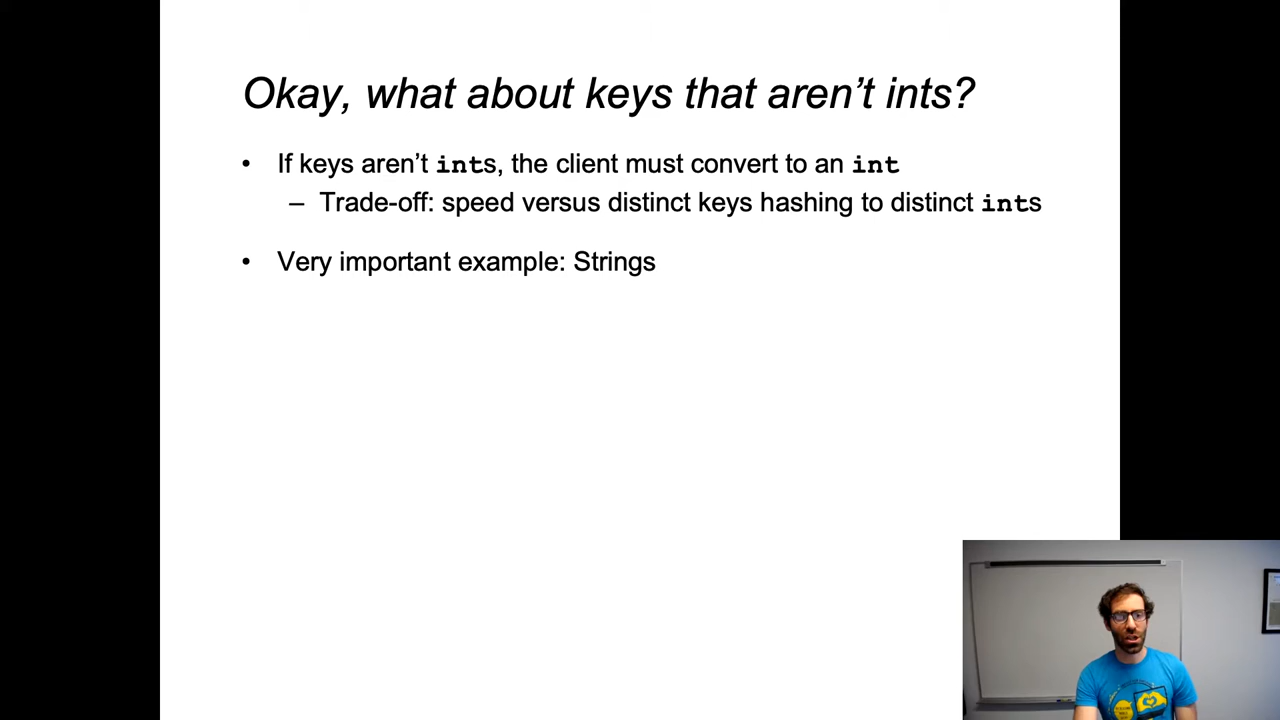 Okay, what about keys that aren't ints?
• If keys aren't ints, the client must convert to an int
– Trade-off: speed versus distinct keys hashing to distinct ints
• Very important example: Strings